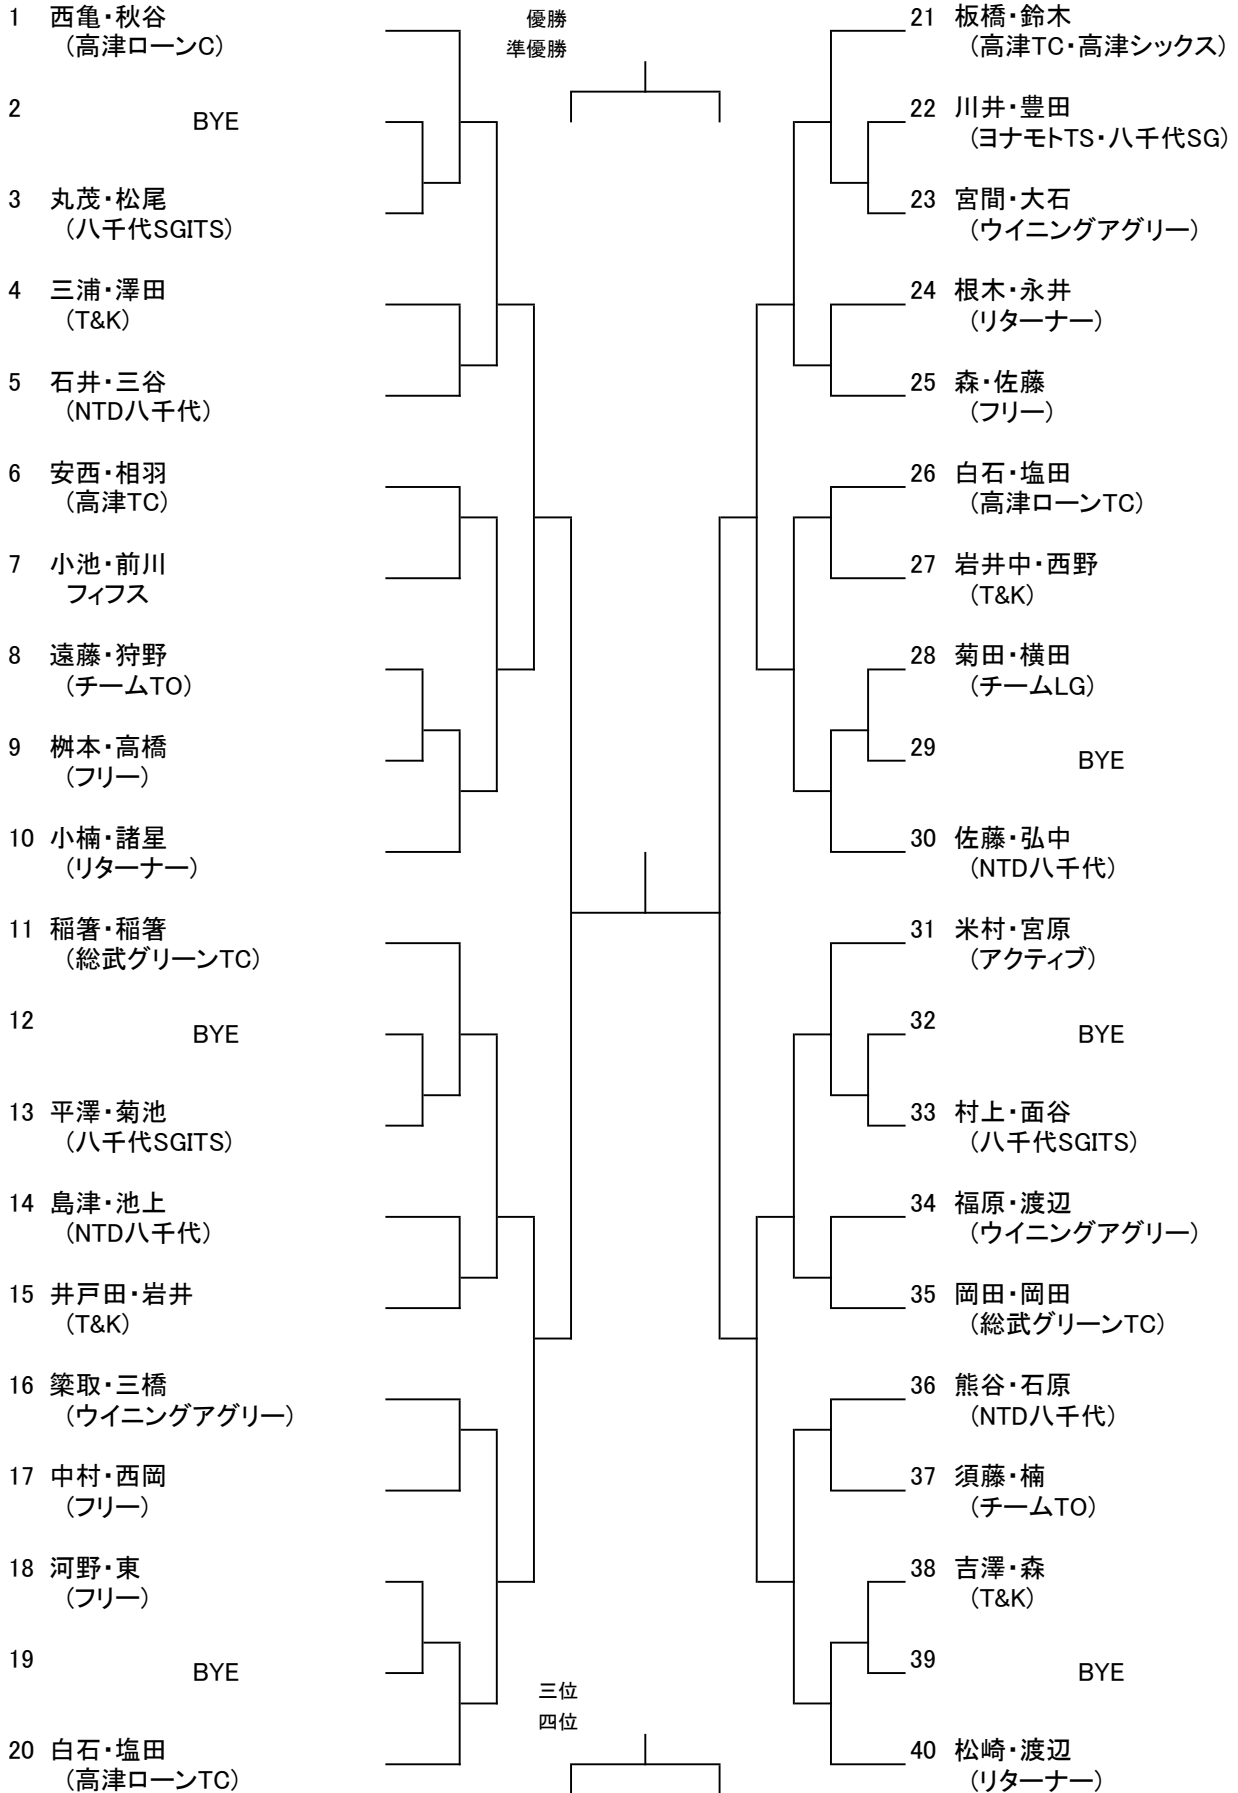 1 西亀・秋谷
(高津ローンC)
2 BYE
3 丸茂・松尾
(八千代SGITS)
4 三浦・澤田
(T&K)
5 石井・三谷
(NTD八千代)
6 安西・相羽
(高津TC)
7 小池・前川
フィフス
8 遠藤・狩野
(チームTO)
9 桝本・高橋
(フリー)
10 小楠・諸星
(リターナー)
11 稲箸・稲箸
(総武グリーンTC)
12 BYE
13 平澤・菊池
(八千代SGITS)
14 島津・池上
(NTD八千代)
15 井戸田・岩井
(T&K)
16 簗取・三橋
(ウイニングアグリー)
17 中村・西岡
(フリー)
18 河野・東
(フリー)
19 BYE
20 白石・塩田
(高津ローンTC)
優勝
準優勝
三位
四位
21 板橋・鈴木
(高津TC・高津シックス)
22 川井・豊田
(ヨナモトTS・八千代SG)
23 宮間・大石
(ウイニングアグリー)
24 根木・永井
(リターナー)
25 森・佐藤
(フリー)
26 白石・塩田
(高津ローンTC)
27 岩井中・西野
(T&K)
28 菊田・横田
(チームLG)
29 BYE
30 佐藤・弘中
(NTD八千代)
31 米村・宮原
(アクティブ)
32 BYE
33 村上・面谷
(八千代SGITS)
34 福原・渡辺
(ウイニングアグリー)
35 岡田・岡田
(総武グリーンTC)
36 熊谷・石原
(NTD八千代)
37 須藤・楠
(チームTO)
38 吉澤・森
(T&K)
39 BYE
40 松崎・渡辺
(リターナー)